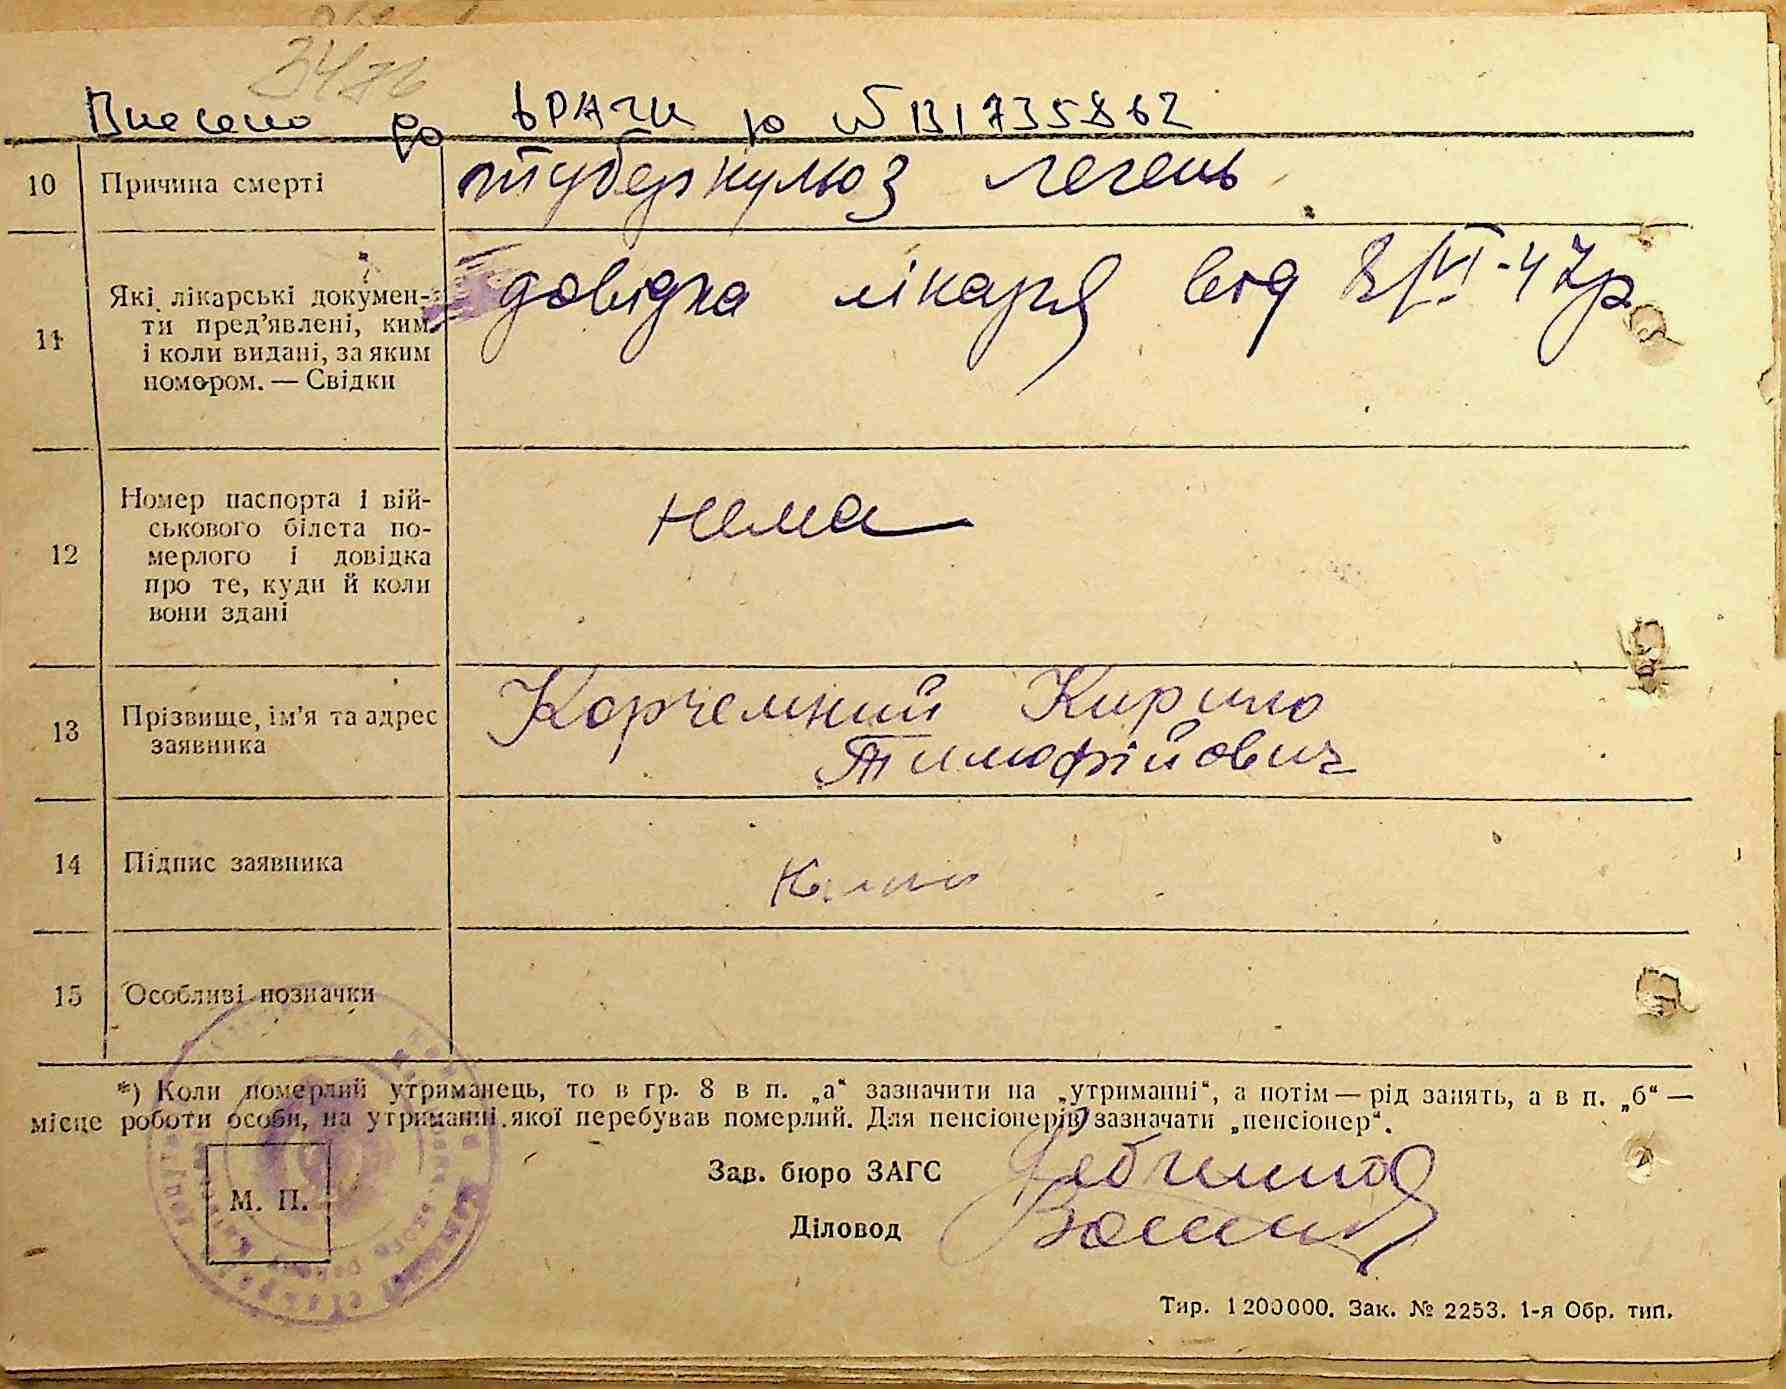 Внесено до ДРАЦГ
10 Причина смерті туберкульоз легень
11 Які лікарські докумен-
ти пред’явлені, ким
і коли видані, за яким
номером. — Свідки
довідка лікаря від 8/VI-47р
12 Номер паспорта і вій-
ськового білета по-
мерлого і довідка
про те, куди й коли
вони здані
нема
13 Прізвище, ім’я та адрес
заявника
Корчемний Кирило
Тимофійович
14 Підпис заявника
15 Особливі позначки
*) Коли померлий утриманець, то в гр. 8 в п. „а“ зазначити на „утриманні“, а потім — рід занять, а в п. „б“ —
місце роботи особи, на утриманні якої перебував померлий. Для пенсіонерів зазначати „пенсіонер“.
Зав. бюро ЗАГС
М. П.
Діловод
Тир. 1200000. Зак. № 2253. 1-я Обр. тип.